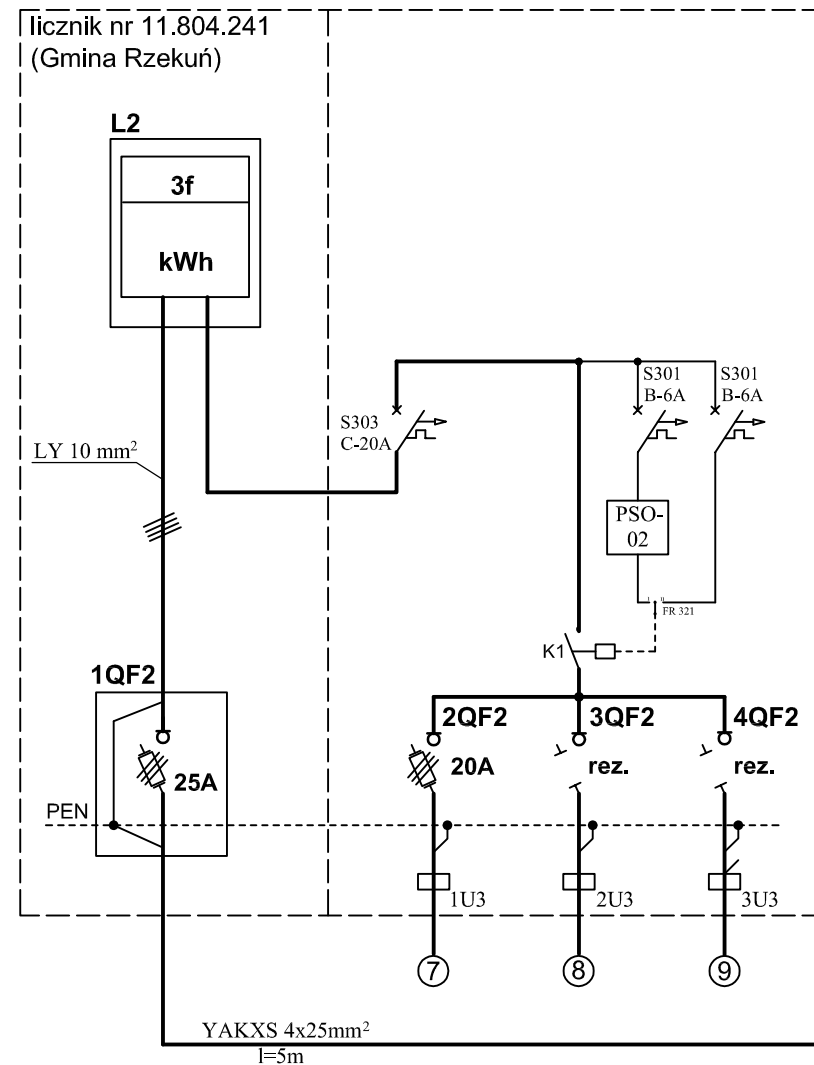 licznik nr 11.804.241
(Gmina Rzekuń)
L2
3f
kWh
S301
B-6A
S301
B-6A
S303
C-20A
LY 10 mm²
PSO-
02
I II
FR 321
K1
1QF2
2QF2
3QF2
4QF2
25A
20A
rez.
rez.
PEN
1U3
2U3
3U3
7
8
9
YAKXS 4x25mm²
l=5m